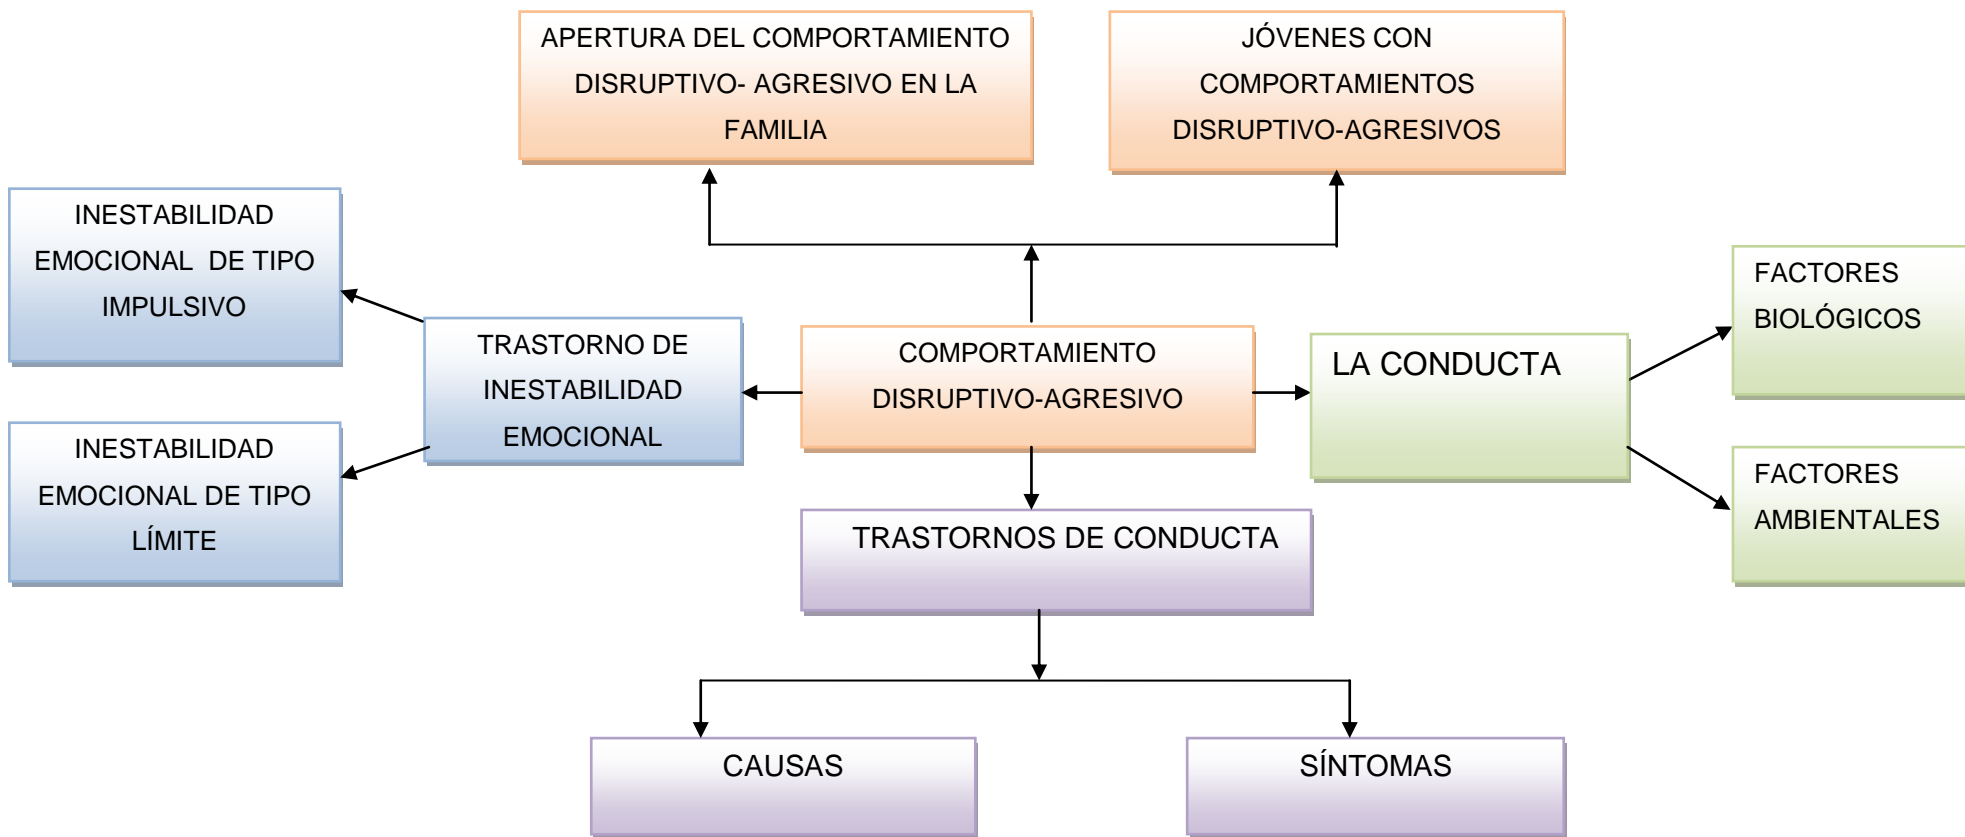 APERTURA DEL COMPORTAMIENTO
DISRUPTIVO- AGRESIVO EN LA
FAMILIA
JÓVENES CON
COMPORTAMIENTOS
DISRUPTIVO-AGRESIVOS
INESTABILIDAD
EMOCIONAL DE TIPO
IMPULSIVO
TRASTORNO DE
INESTABILIDAD
EMOCIONAL
COMPORTAMIENTO
DISRUPTIVO-AGRESIVO
LA CONDUCTA
FACTORES
BIOLÓGICOS
INESTABILIDAD
EMOCIONAL DE TIPO
LÍMITE
FACTORES
AMBIENTALES
TRASTORNOS DE CONDUCTA
CAUSAS
SÍNTOMAS